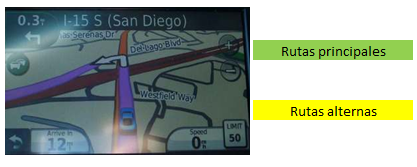 0.3
I-15 S (San Diego)
as Serenas Dr
Del Lago Blvd
Rutas principales
Westfield Way
Rutas alternas
Arrive In
12
Speed
0
LIMIT
50